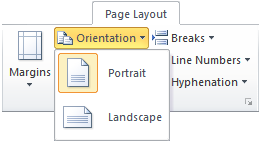 Page Layout
Orientation
Breaks
Margins
Line Numbers
Hyphenation
Portrait
Landscape